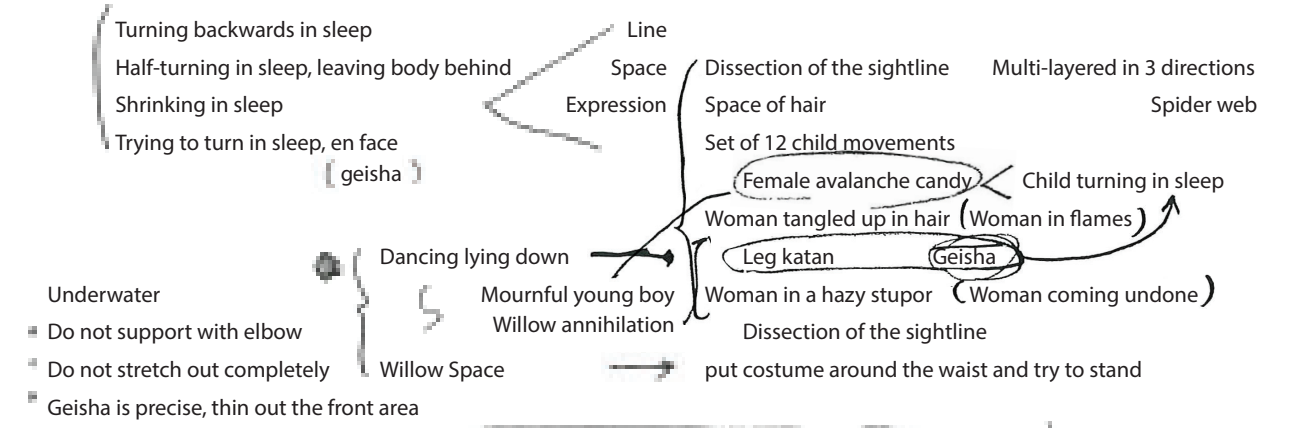 Turning backwards in sleep Line
Half-turning in sleep, leaving body behind Space Dissection of the sightline Multi-layered in 3 directions
Shrinking in sleep Expression Space of hair Spider web
Trying to turn in sleep, en face Set of 12 child movements
( geisha ) Female avalanche candy Child turning in sleep
Woman tangled up in hair (Woman in flames)
Dancing lying down Leg katan Geisha
Underwater Mournful young boy Woman in a hazy stupor (Woman coming undone)
Do not support with elbow Willow annihilation Dissection of the sightline
Do not stretch out completely Willow Space put costume around the waist and try to stand
Geisha is precise, thin out the front area